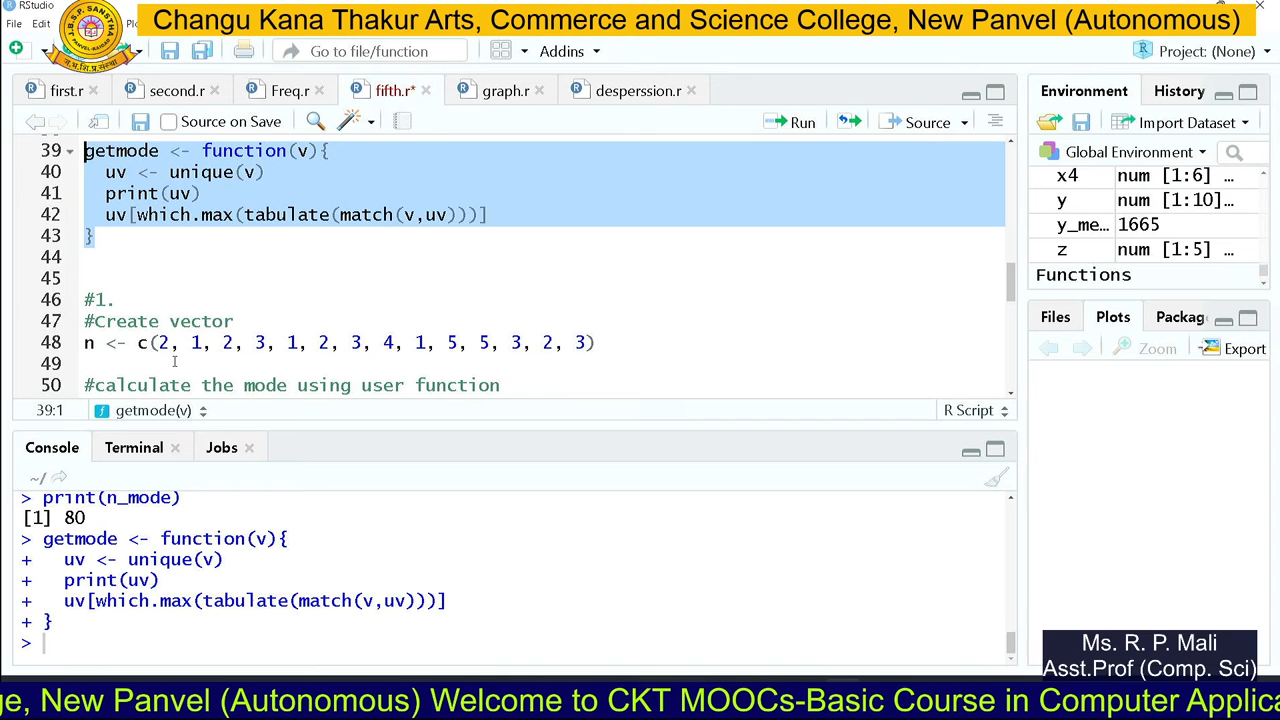 Changu Kana Thakur Arts, Commerce and Science College, New Panvel (Autonomous)
RStudio
File Edit
Go to file/function
Addins
Project: (None)
first.r
second.r
Freq.r
fifth.r*
graph.r
desperssion.r
Source on Save
Run
Source
39 getmode <- function(v){
40 uv <- unique(v)
41 print(uv)
42 uv[which.max(tabulate(match(v,uv)))]
43 }
44
45
46 #1.
47 #Create vector
48 n <- c(2, 1, 2, 3, 1, 2, 3, 4, 1, 5, 5, 3, 2, 3)
49
50 #calculate the mode using user function
39:1 getmode(v) R Script
Console Terminal Jobs
~/
> print(n_mode)
[1] 80
> getmode <- function(v){
+ uv <- unique(v)
+ print(uv)
+ uv[which.max(tabulate(match(v,uv)))]
+ }
>
Environment History
Import Dataset
Global Environment
x4 num [1:6] ...
y num [1:10]...
y_me... 1665
z num [1:5] ...
Functions
Files Plots Packag
Zoom Export
Ms. R. P. Mali
Asst.Prof (Comp. Sci)
ge, New Panvel (Autonomous) Welcome to CKT MOOCs-Basic Course in Computer Applica